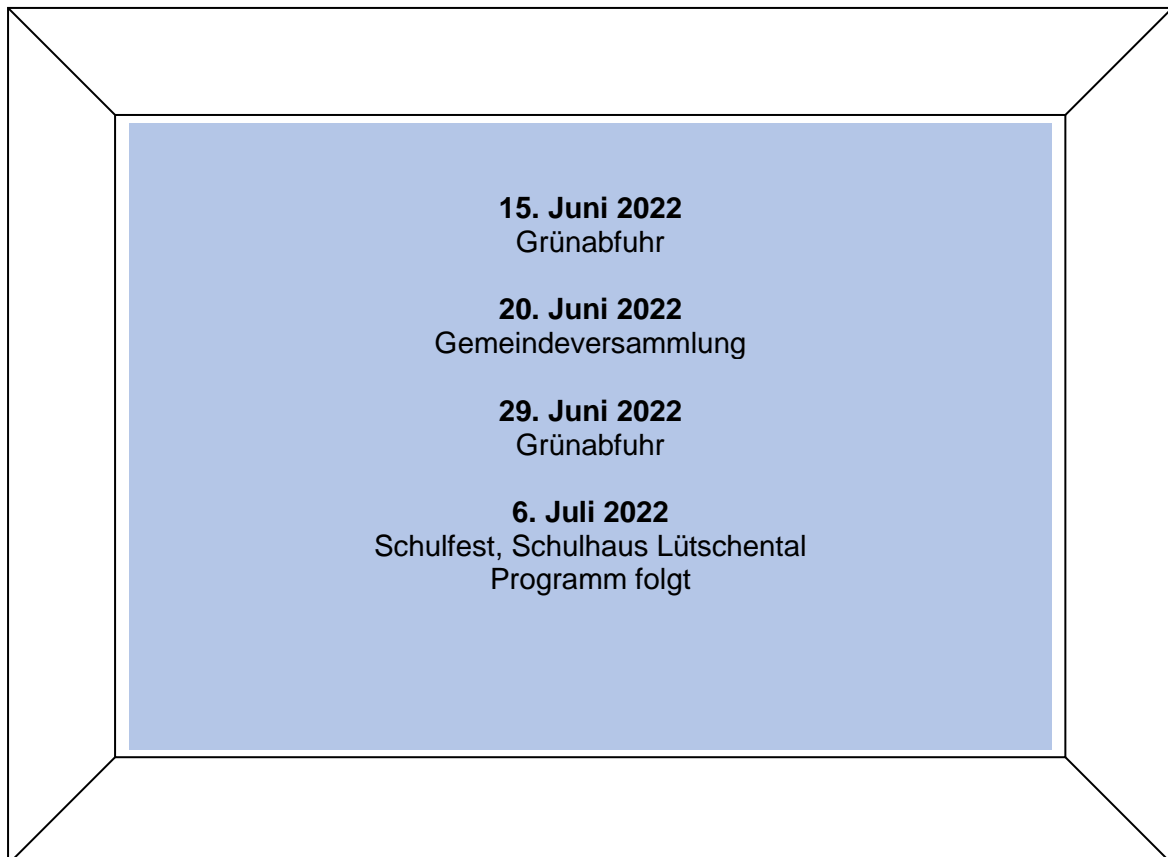 15. Juni 2022
Grünabfuhr
20. Juni 2022
Gemeindeversammlung
29. Juni 2022
Grünabfuhr
6. Juli 2022
Schulfest, Schulhaus Lütschental
Programm folgt